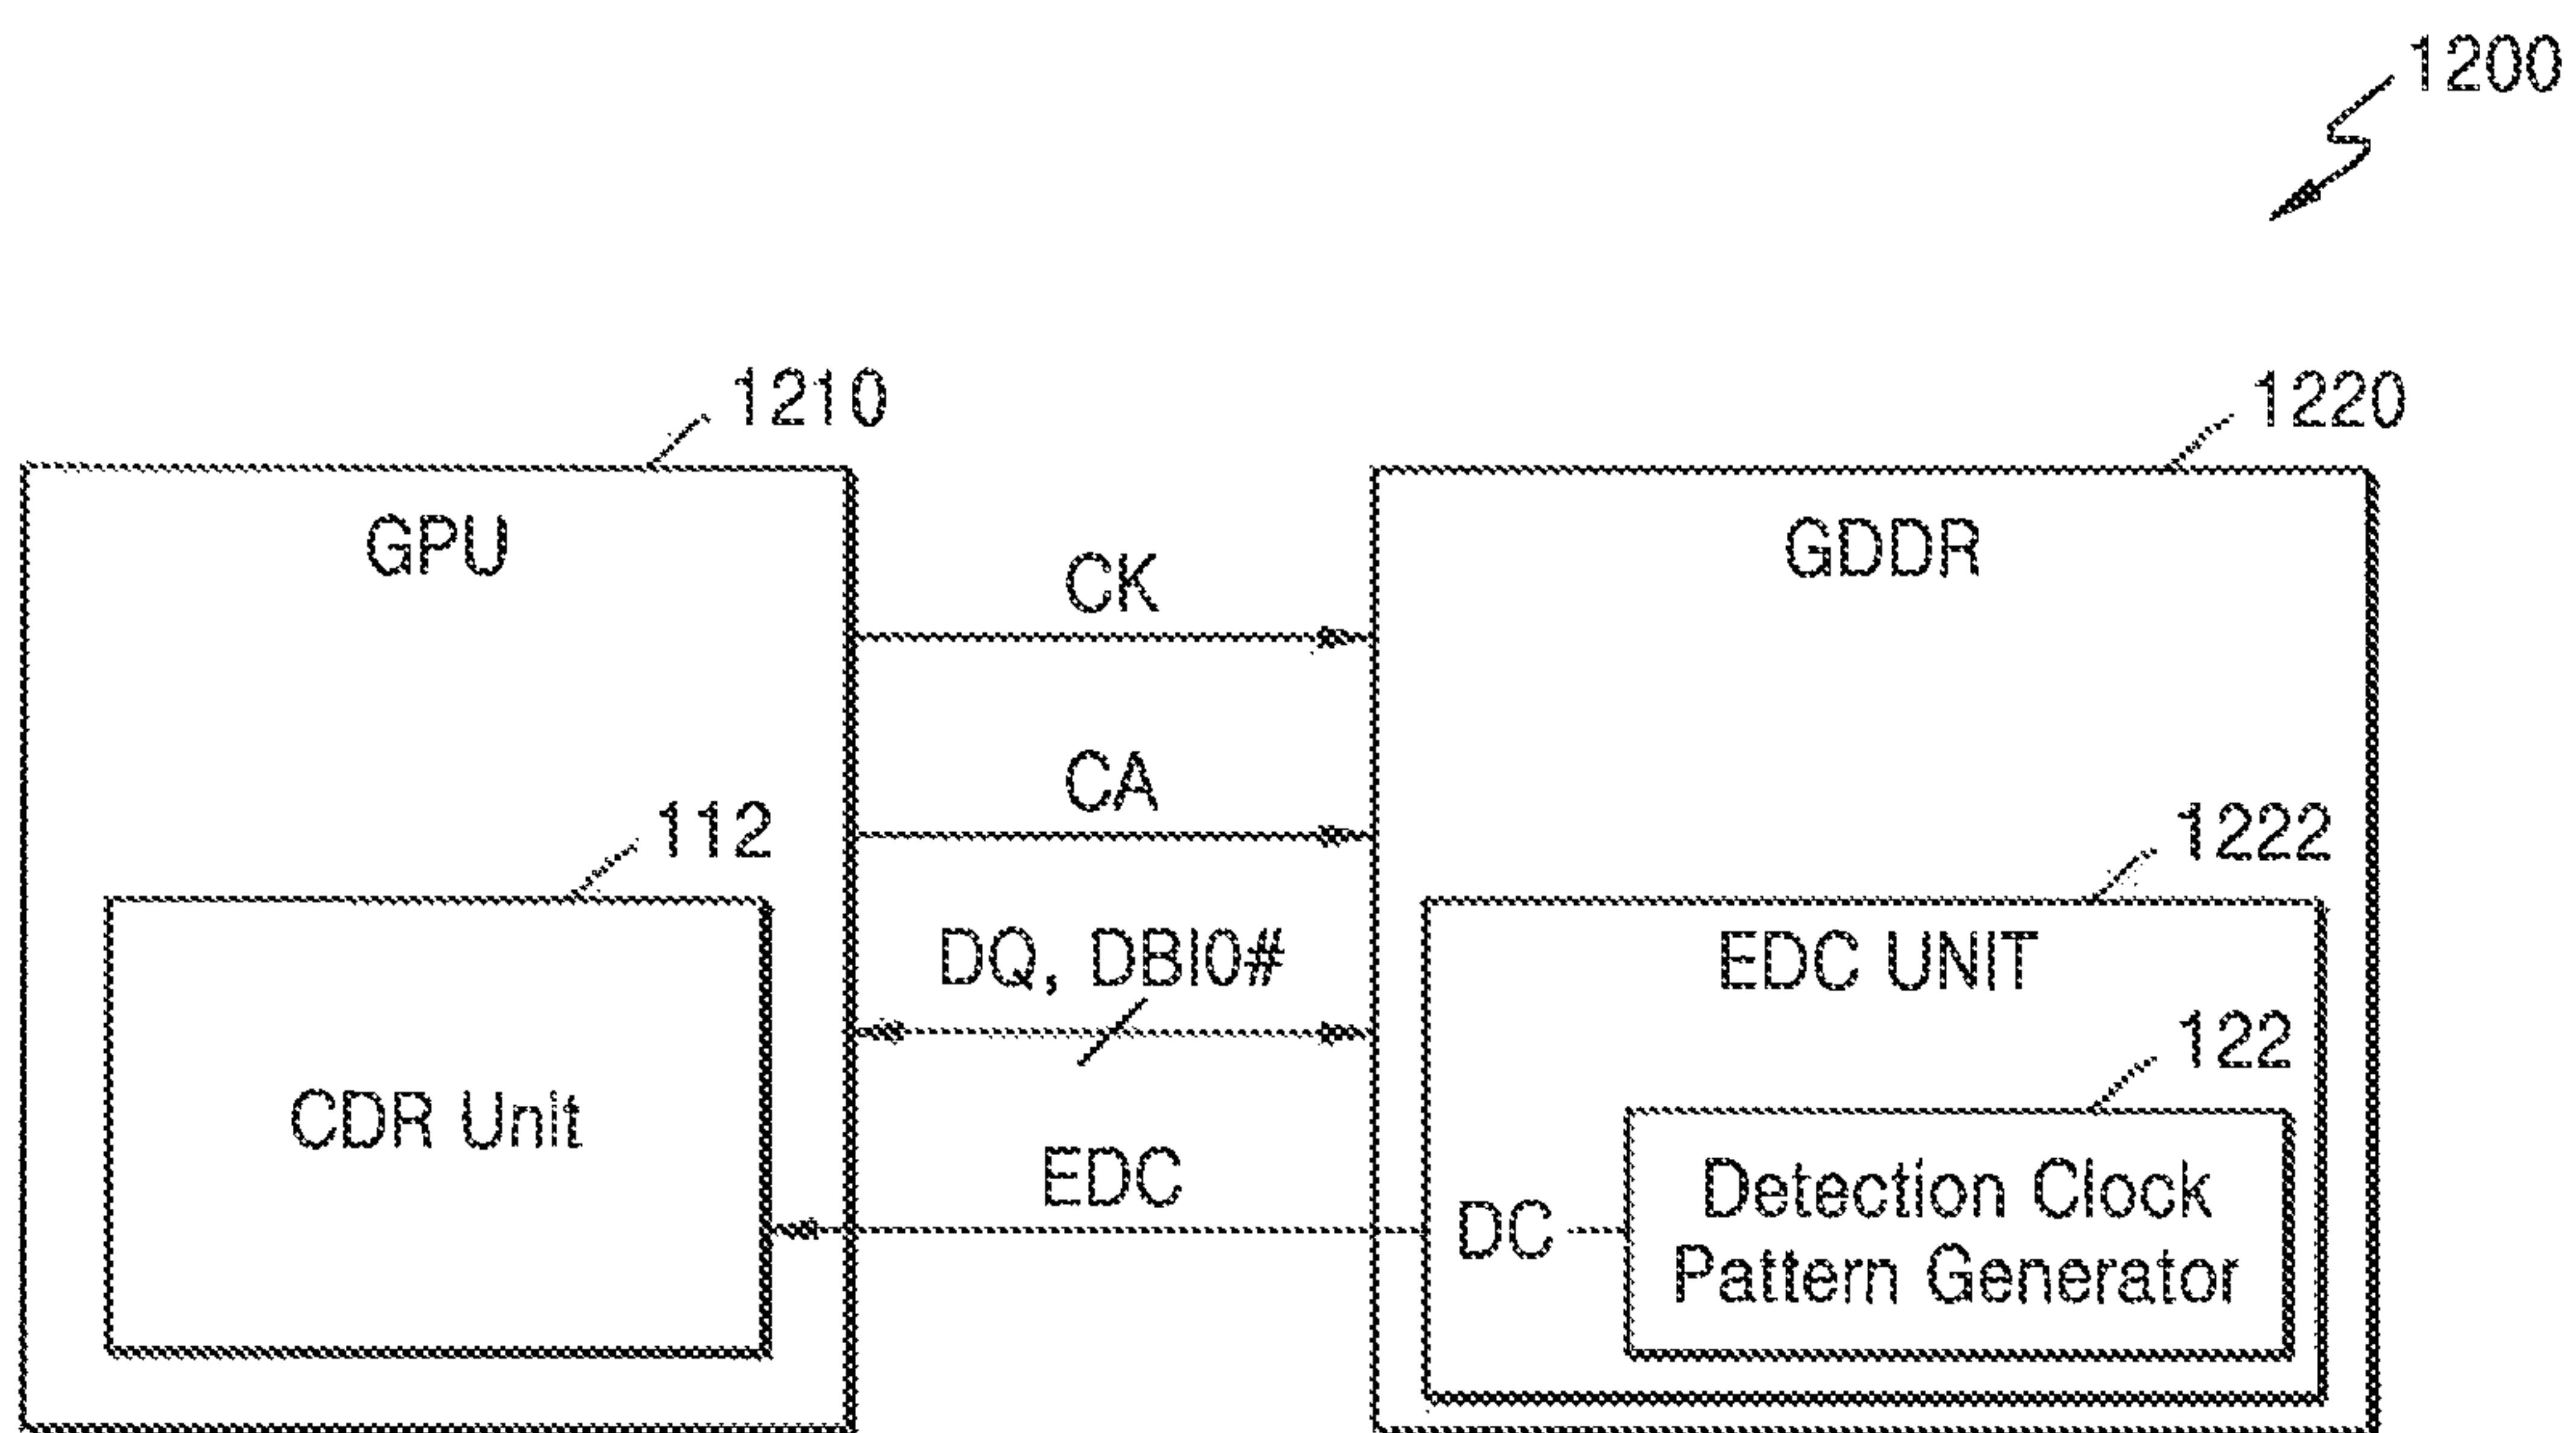 1200
1210
1220
GPU
GDDR
CK
CA
112
1222
DQ, DBI0#
EDC UNIT
122
CDR Unit
EDC
DC
Detection Clock
Pattern Generator